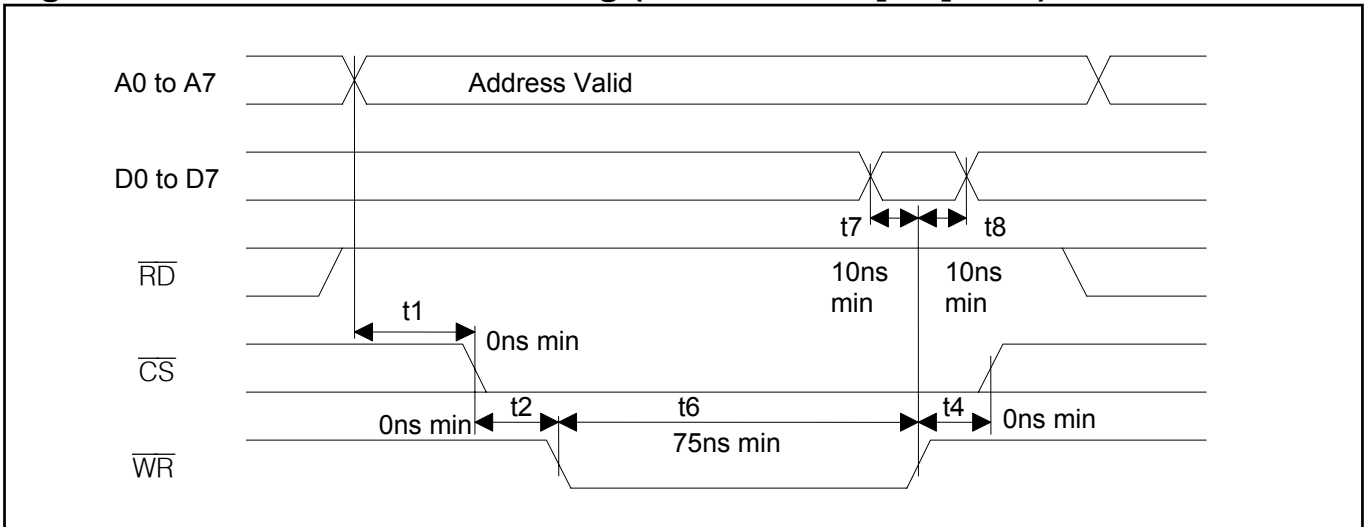 A0 to A7
Address Valid
D0 to D7
t7
t8
RD
10ns
min
10ns
min
t1
0ns min
CS
0ns min
t2
t6
t4
0ns min
75ns min
WR